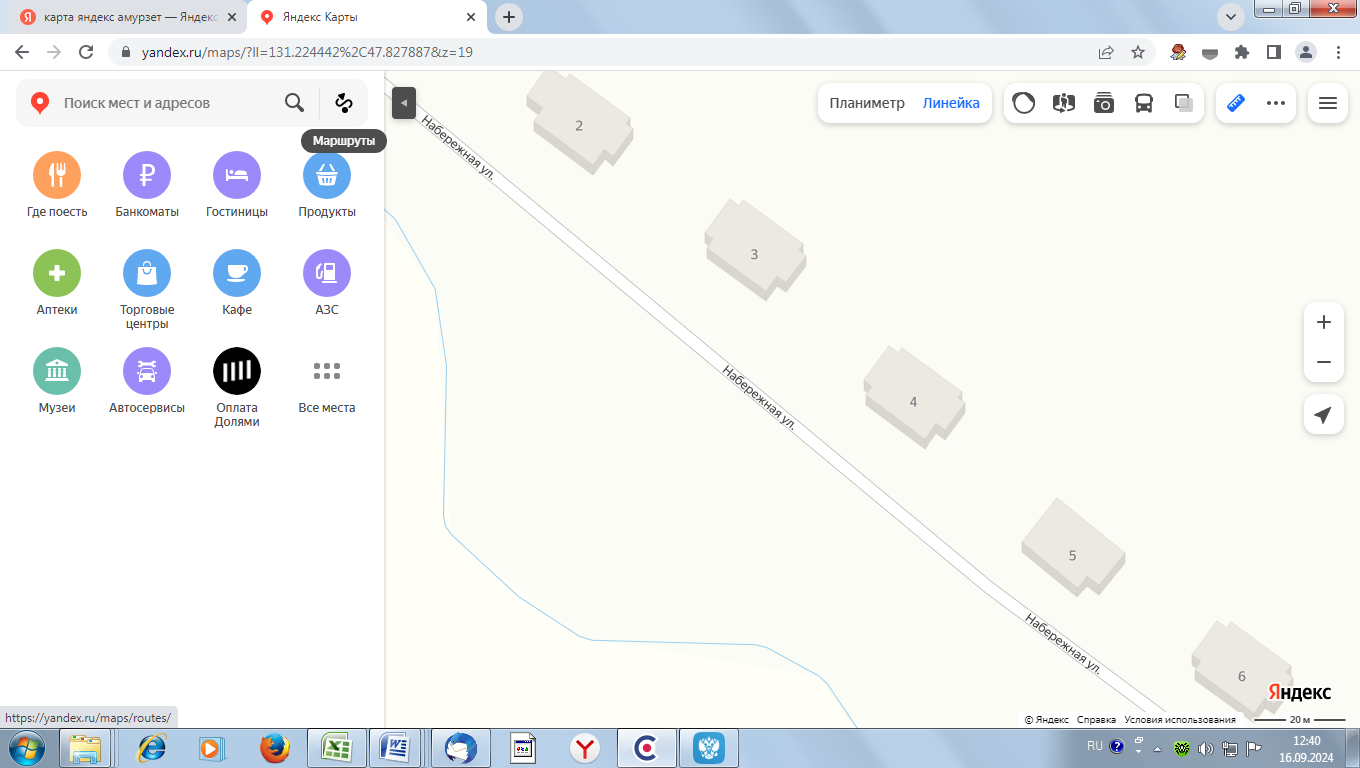 Я карта яндекс амурзет — Яндекс
Яндекс Карты
yandex.ru/maps/?ll=131.224442%2C47.827887&z=19
Поиск мест и адресов
Маршруты
Где поесть
Банкоматы
Гостиницы
Продукты
Аптеки
Торговые
центры
Кафе
АЗС
Музеи
Автосервисы
Оплата
Долями
Все места
Планиметр
Линейка
Набережная ул.
2
3
Набережная ул.
4
5
Набережная ул.
6
Яндекс
© Яндекс Справка Условия использования
20 м
https://yandex.ru/maps/routes/
RU
12:40
16.09.2024